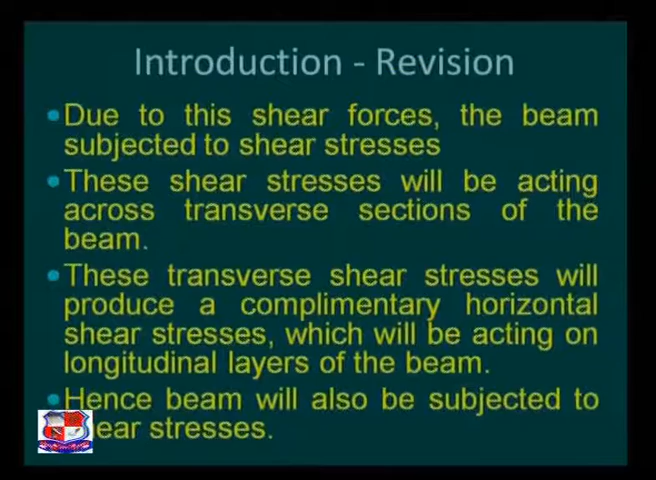 Introduction - Revision
Due to this shear forces, the beam
subjected to shear stresses
These shear stresses will be acting
across transverse sections of the
beam.
These transverse shear stresses will
produce a complimentary horizontal
shear stresses, which will be acting on
longitudinal layers of the beam.
Hence beam will also be subjected to
shear stresses.